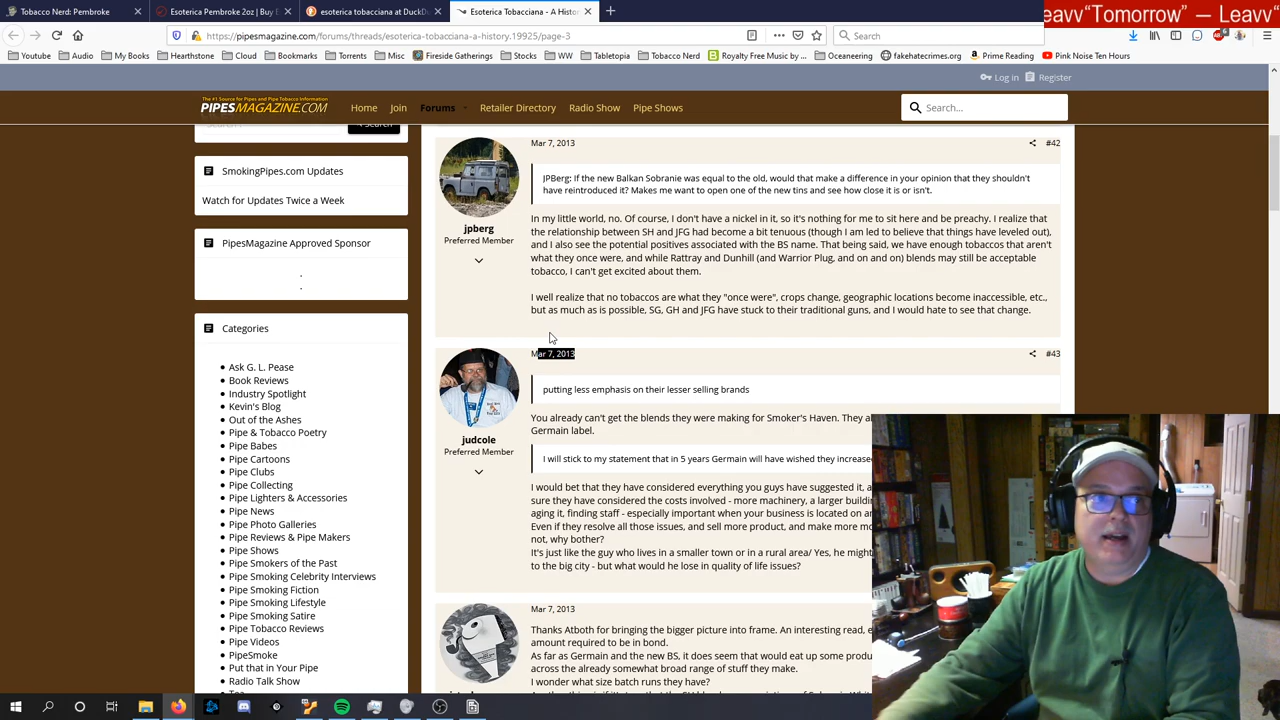 Tobacco Nerd: Pembroke
Esoterica Pembroke 2oz | Buy E
esoterica tobacciana at DuckD
Esoterica Tobacciana - A Histo
Leavv“Tomorrow” — Leavv
https://pipesmagazine.com/forums/threads/esoterica-tobacciana-a-history.19925/page-3
Search
Youtube Audio My Books Hearthstone Cloud Bookmarks Torrents Misc Fireside Gatherings Stocks WW Tabletopia Tobacco Nerd Royalty Free Music by ... Oceaneering fakehatecrimes.org Prime Reading Pink Noise Ten Hours
Log in Register
The #1 Source for Pipes and Pipe Tobacco Information
PIPESMAGAZINE.COM
Home Join Forums Retailer Directory Radio Show Pipe Shows
Search...
Search
SmokingPipes.com Updates
Watch for Updates Twice a Week
PipesMagazine Approved Sponsor
.
.
Categories
Ask G. L. Pease
Book Reviews
Industry Spotlight
Kevin's Blog
Out of the Ashes
Pipe & Tobacco Poetry
Pipe Babes
Pipe Cartoons
Pipe Clubs
Pipe Collecting
Pipe Lighters & Accessories
Pipe News
Pipe Photo Galleries
Pipe Reviews & Pipe Makers
Pipe Shows
Pipe Smokers of the Past
Pipe Smoking Celebrity Interviews
Pipe Smoking Fiction
Pipe Smoking Lifestyle
Pipe Smoking Satire
Pipe Tobacco Reviews
Pipe Videos
PipeSmoke
Put that in Your Pipe
Radio Talk Show
Mar 7, 2013 #42
jpberg
Preferred Member
JPBerg: If the new Balkan Sobranie was equal to the old, would that make a difference in your opinion that they shouldn't
have reintroduced it? Makes me want to open one of the new tins and see how close it is or isn't.
In my little world, no. Of course, I don't have a nickel in it, so it's nothing for me to sit here and be preachy. I realize that
the relationship between SH and JFG had become a bit tenuous (though I am led to believe that things have leveled out),
and I also see the potential positives associated with the BS name. That being said, we have enough tobaccos that aren't
what they once were, and while Rattray and Dunhill (and Warrior Plug, and on and on) blends may still be acceptable
tobacco, I can't get excited about them.
I well realize that no tobaccos are what they "once were", crops change, geographic locations become inaccessible, etc.,
but as much as is possible, SG, GH and JFG have stuck to their traditional guns, and I would hate to see that change.
Mar 7, 2013 #43
judcole
Preferred Member
putting less emphasis on their lesser selling brands
You already can't get the blends they were making for Smoker's Haven. They a
Germain label.
I will stick to my statement that in 5 years Germain will have wished they increased
I would bet that they have considered everything you guys have suggested it, a
sure they have considered the costs involved - more machinery, a larger buildin
aging it, finding staff - especially important when your business is located on a
Even if they resolve all those issues, and sell more product, and make more mo
not, why bother?
It's just like the guy who lives in a smaller town or in a rural area/ Yes, he might
to the big city - but what would he lose in quality of life issues?
Mar 7, 2013
Thanks Atboth for bringing the bigger picture into frame. An interesting read, e
amount required to be in bond.
As far as Germain and the new BS, it does seem that would eat up some produ
across the already somewhat broad range of stuff they make.
I wonder what size batch runs they have?